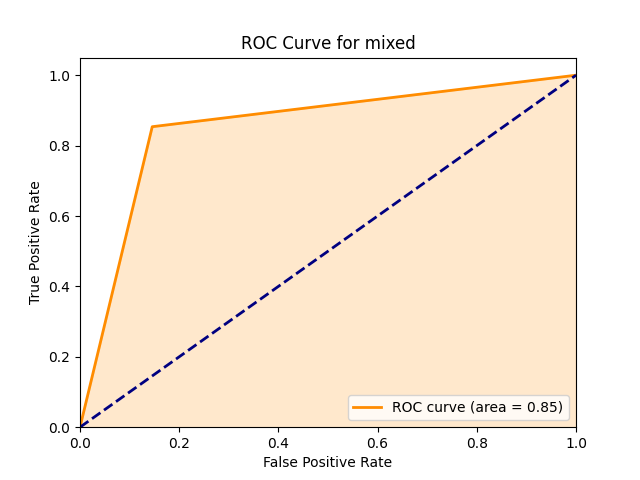 ROC Curve for mixed
True Positive Rate
1.0
0.8
0.6
0.4
0.2
0.0
0.0 0.2 0.4 0.6 0.8 1.0
False Positive Rate
ROC curve (area = 0.85)